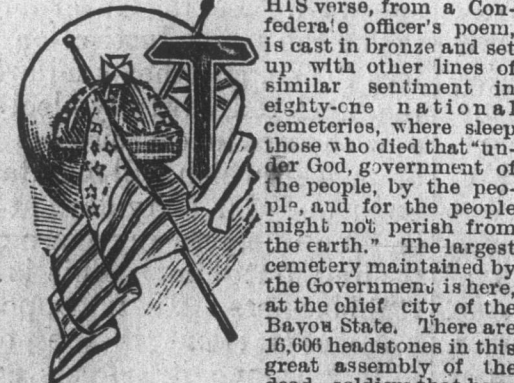 THIS verse, from a Con-
federate officer's poem,
is cast in bronze and set
up with other lines of
similar sentiment in
eighty-one national
cemeteries, where sleep
those who died that "un-
der God, government of
the people, by the peo-
ple, and for the people
might not perish from
the earth." The largest
cemetery maintained by
the Government is here,
at the chief city of the
Bayou State. There are
16,606 headstones in this
great assembly of the